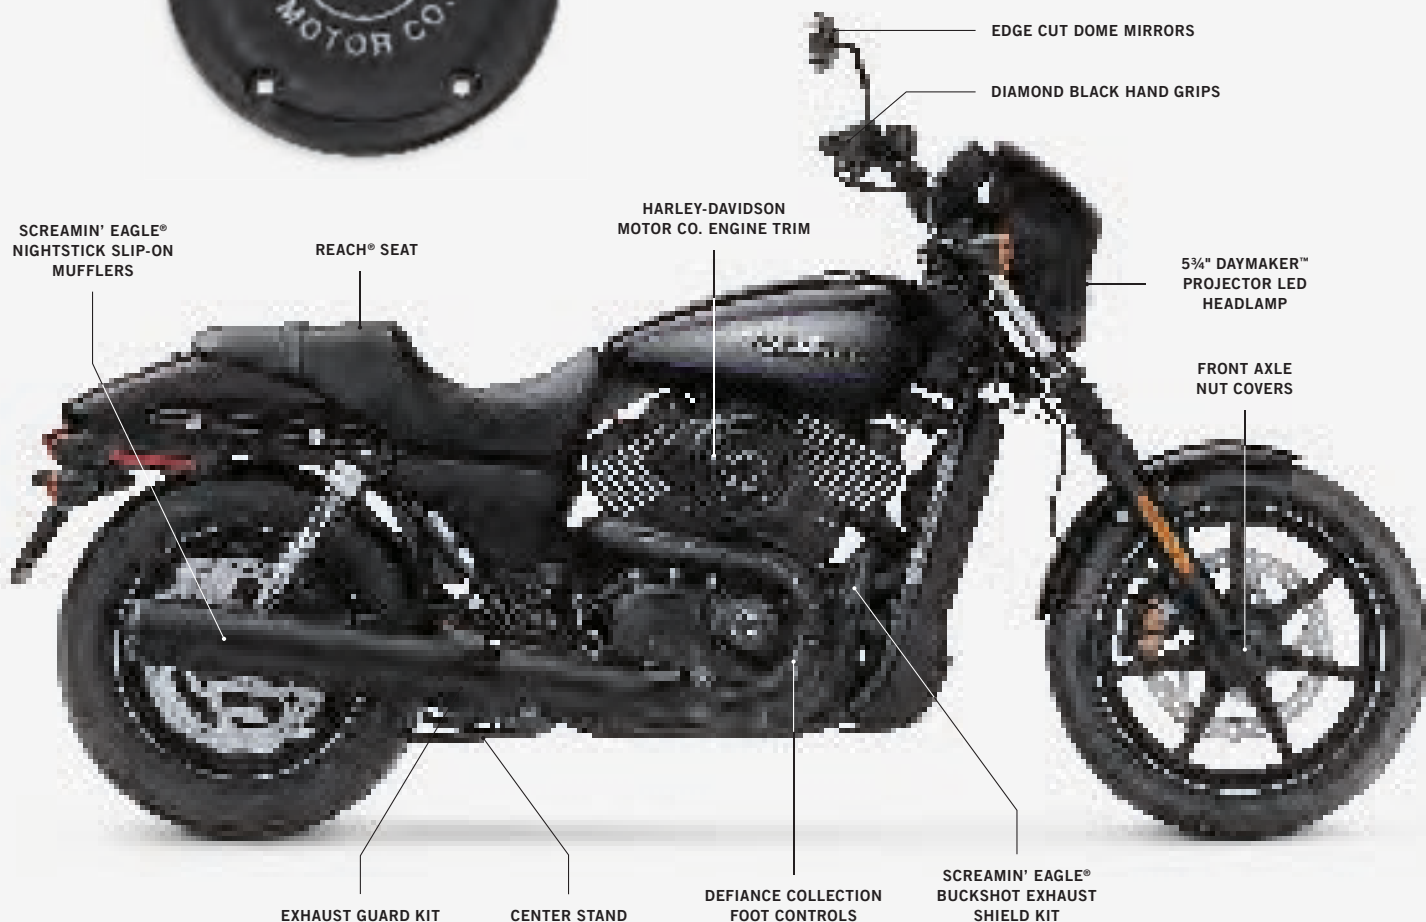 MOTOR CO.
EDGE CUT DOME MIRRORS
DIAMOND BLACK HAND GRIPS
HARLEY-DAVIDSON
MOTOR CO. ENGINE TRIM
SCREAMIN’ EAGLE®
NIGHTSTICK SLIP-ON
MUFFLERS
REACH® SEAT
5¾" DAYMAKER™
PROJECTOR LED
HEADLAMP
FRONT AXLE
NUT COVERS
EXHAUST GUARD KIT
CENTER STAND
DEFIANCE COLLECTION
FOOT CONTROLS
SCREAMIN’ EAGLE®
BUCKSHOT EXHAUST
SHIELD KIT